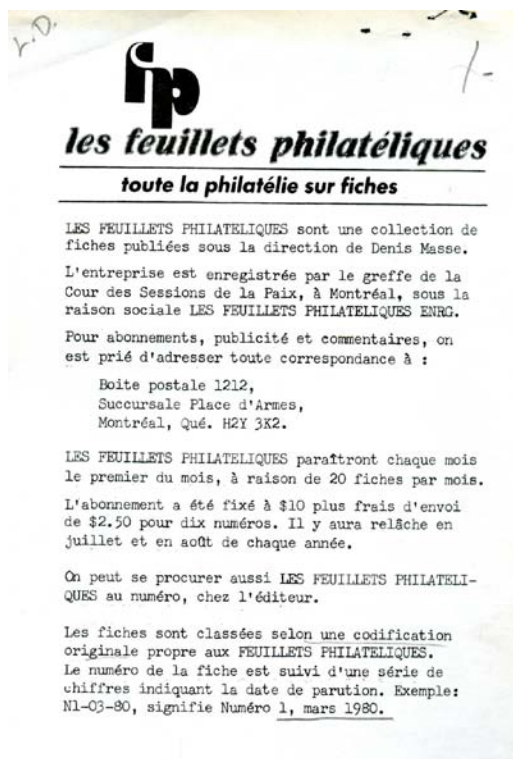 L.D.
fp
les feuillets philatéliques
toute la philatélie sur fiches
LES FEUILLETS PHILATELIQUES sont une collection de
fiches publiées sous la direction de Denis Masse.
L'entreprise est enregistrée par le greffe de la
Cour des Sessions de la Paix, à Montréal, sous la
raison sociale LES FEUILLETS PHILATELIQUES ENRG.
Pour abonnements, publicité et commentaires, on
est prié d'adresser toute correspondance à :
Boite postale 1212,
Succursale Place d'Armes,
Montréal, Qué. H2Y 3K2.
LES FEUILLETS PHILATELIQUES paraîtront chaque mois
le premier du mois, à raison de 20 fiches par mois.
L'abonnement a été fixé à $10 plus frais d'envoi
de $2.50 pour dix numéros. Il y aura relâche en
juillet et en août de chaque année.
On peut se procurer aussi LES FEUILLETS PHILATELI-
QUES au numéro, chez l'éditeur.
Les fiches sont classées selon une codification
originale propre aux FEUILLETS PHILATELIQUES.
Le numéro de la fiche est suivi d'une série de
chiffres indiquant la date de parution. Exemple:
N1-03-80, signifie Numéro 1, mars 1980.